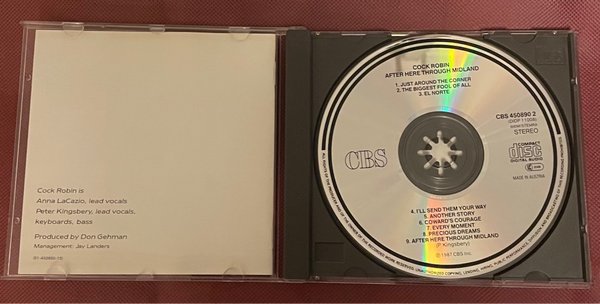 Cock Robin is
Anna LaCazio, lead vocals
Peter Kingsbery, lead vocals,
keyboards, bass
Produced by Don Gehman
Management: Jay Landers
COCK ROBIN
AFTER HERE THROUGH MIDLAND
1. JUST AROUND THE CORNER
2. THE BIGGEST FOOL OF ALL
3. EL NORTE
CBS 450890 2
STEREO
CBS
COMPACT
disc
DIGITAL AUDIO
MADE IN AUSTRIA
4. I'LL SEND THEM YOUR WAY
5. ANOTHER STORY
6. COWARD'S COURAGE
7. EVERY MOMENT
8. PRECIOUS DREAMS
9. AFTER HERE THROUGH MIDLAND
(P. Kingsbery)
℗ 1987 CBS Inc.